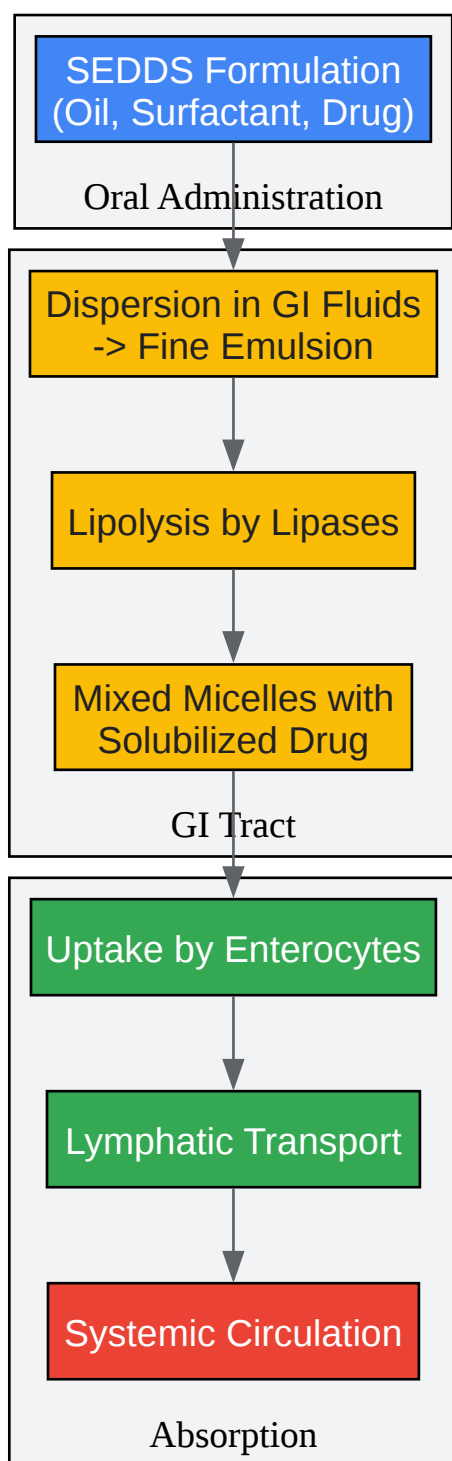 SEDDS Formulation
(Oil, Surfactant, Drug)
Oral Administration
Dispersion in GI Fluids
-> Fine Emulsion
Lipolysis by Lipases
Mixed Micelles with
Solubilized Drug
GI Tract
Uptake by Enterocytes
Lymphatic Transport
Systemic Circulation
Absorption